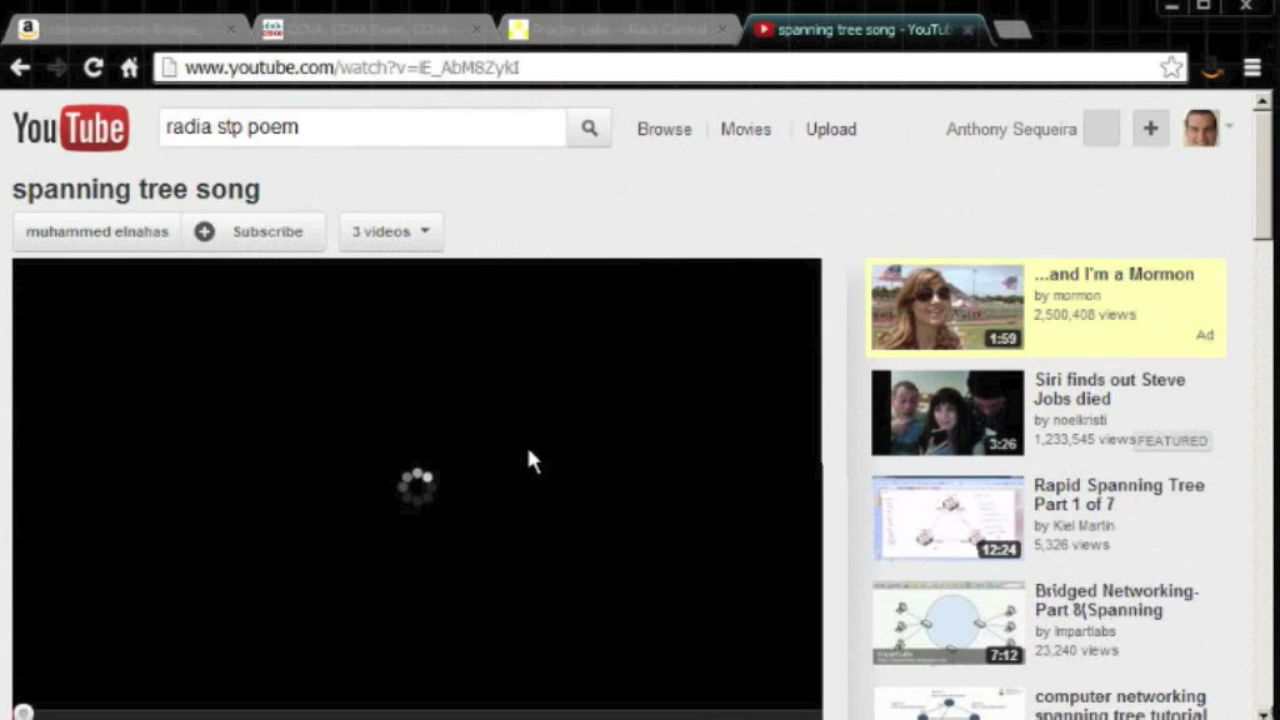 spanning tree song - YouTu
www.youtube.com/watch?v=iE_AbM8ZykI
YouTube
radia stp poem
Browse
Movies
Upload
Anthony Sequeira
spanning tree song
muhammed elnahas
Subscribe
3 videos
...and I'm a Mormon
by mormon
2,500,408 views
Ad
1:59
Siri finds out Steve
Jobs died
by noelkristi
1,233,545 views
FEATURED
3:26
Rapid Spanning Tree
Part 1 of 7
by Kiel Martin
5,326 views
12:24
Bridged Networking-
Part 8(Spanning
by Impartlabs
23,240 views
7:12
computer networking
spanning tree tutorial